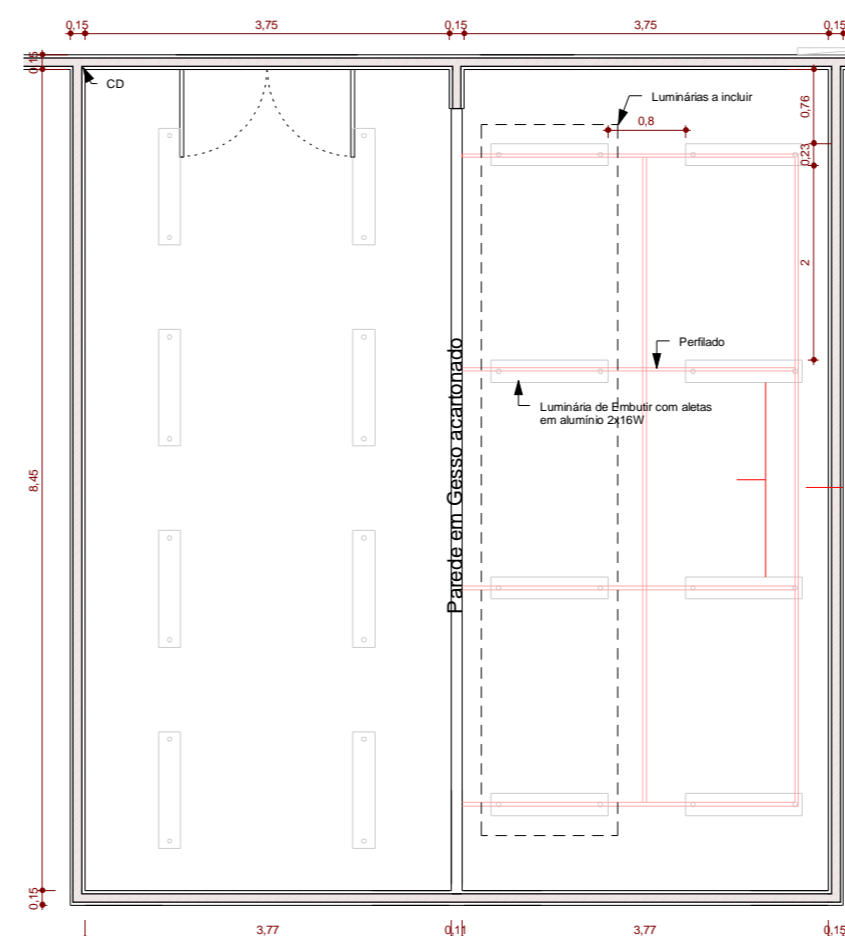 0,15
3,75
0,15
3,75
0,15
0,15
CD
Luminárias a incluir
0,8
0,76
0,23
2
Perfilado
Luminária de Embutir com aletas
em alumínio 2x16W
Parede em Gesso acartonado
8,45
0,15
3,77
0,11
3,77
0,15